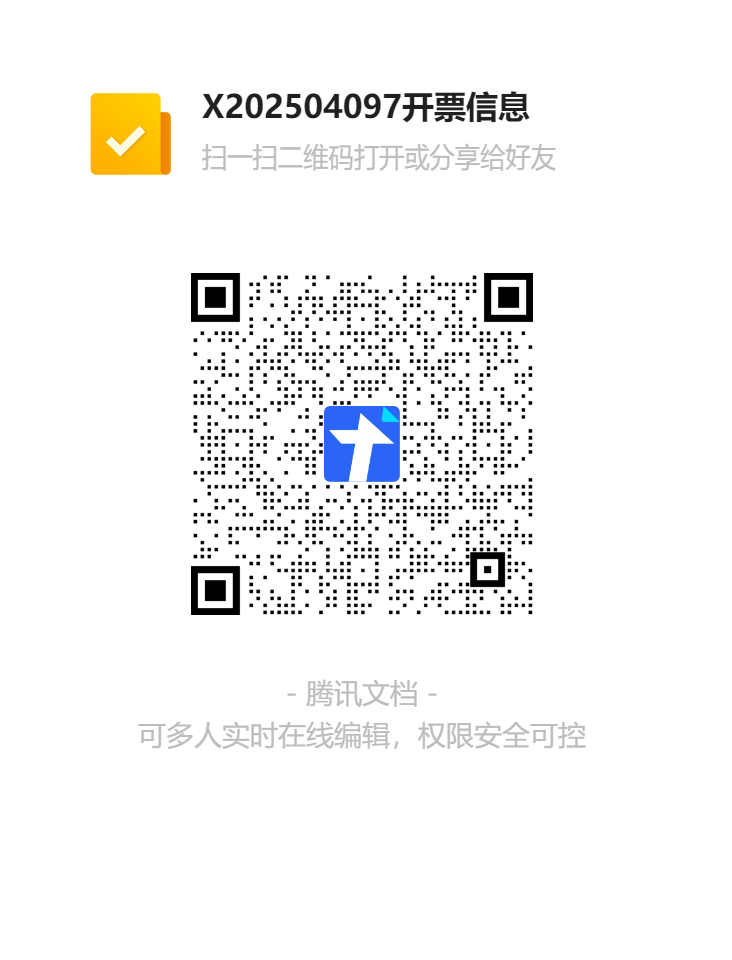 X202504097开票信息
扫一扫二维码打开或分享给好友
- 腾讯文档 -
可多人实时在线编辑，权限安全可控